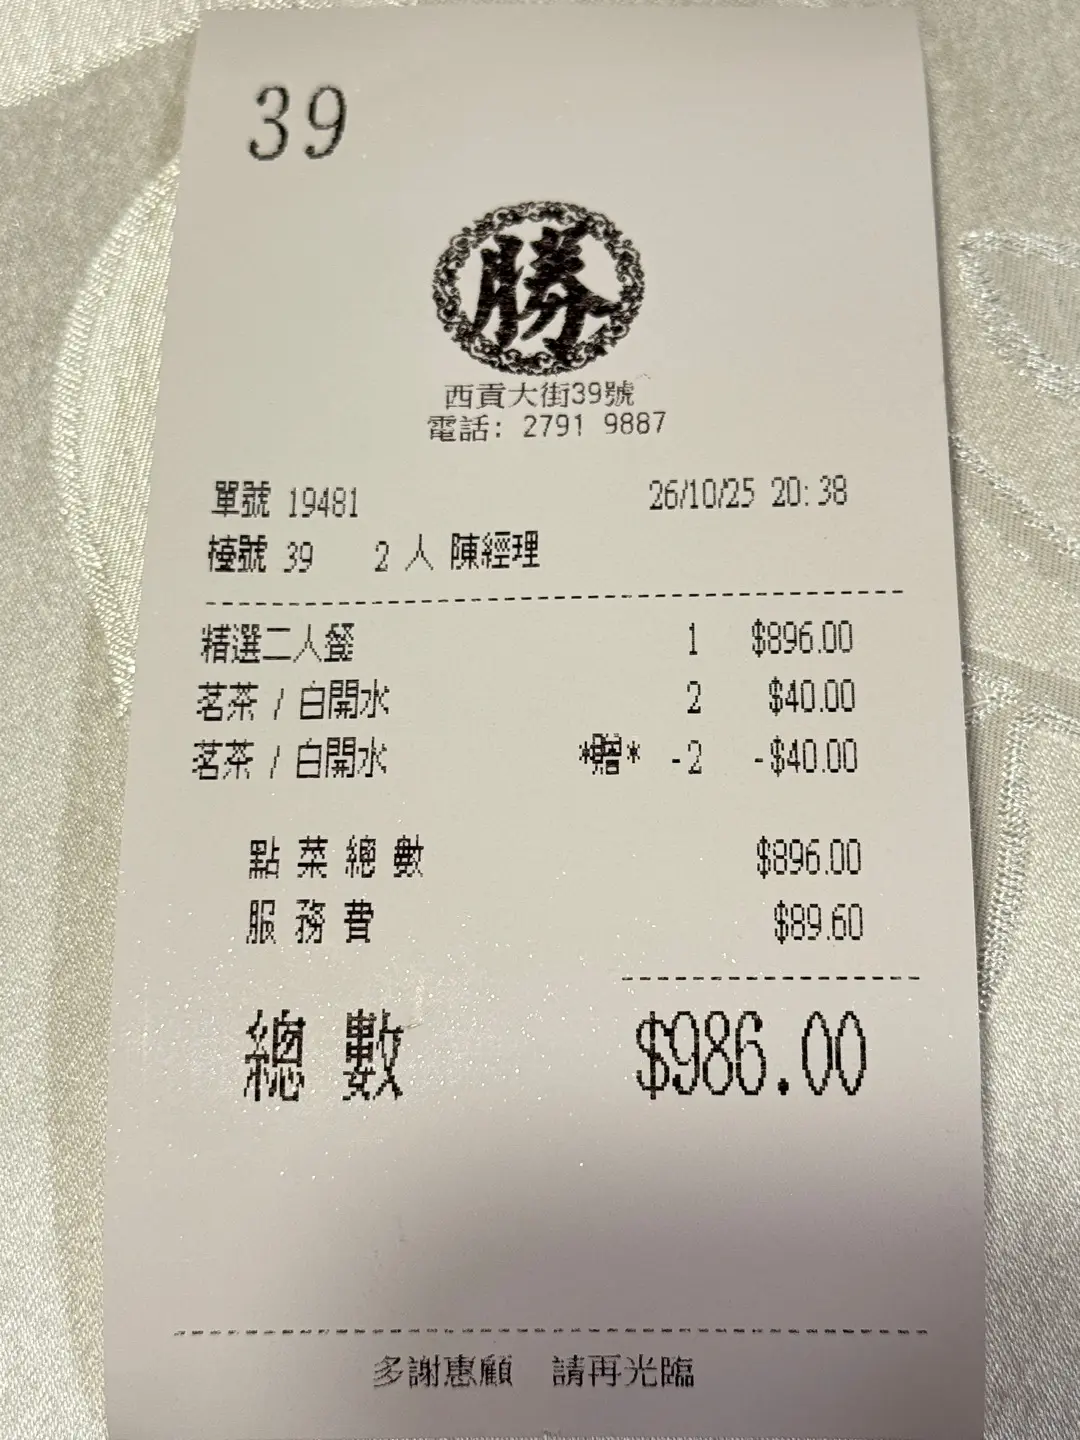 39
勝
西貢大街39號
電話: 2791 9887
單號 19481 26/10/25 20:38
檯號 39 2 人 陳經理
精選二人餐 1 $896.00
茗茶 / 白開水 2 $40.00
茗茶 / 白開水 *贈* -2 -$40.00
點菜總數 $896.00
服務費 $89.60
總數 $986.00
多謝惠顧 請再光臨